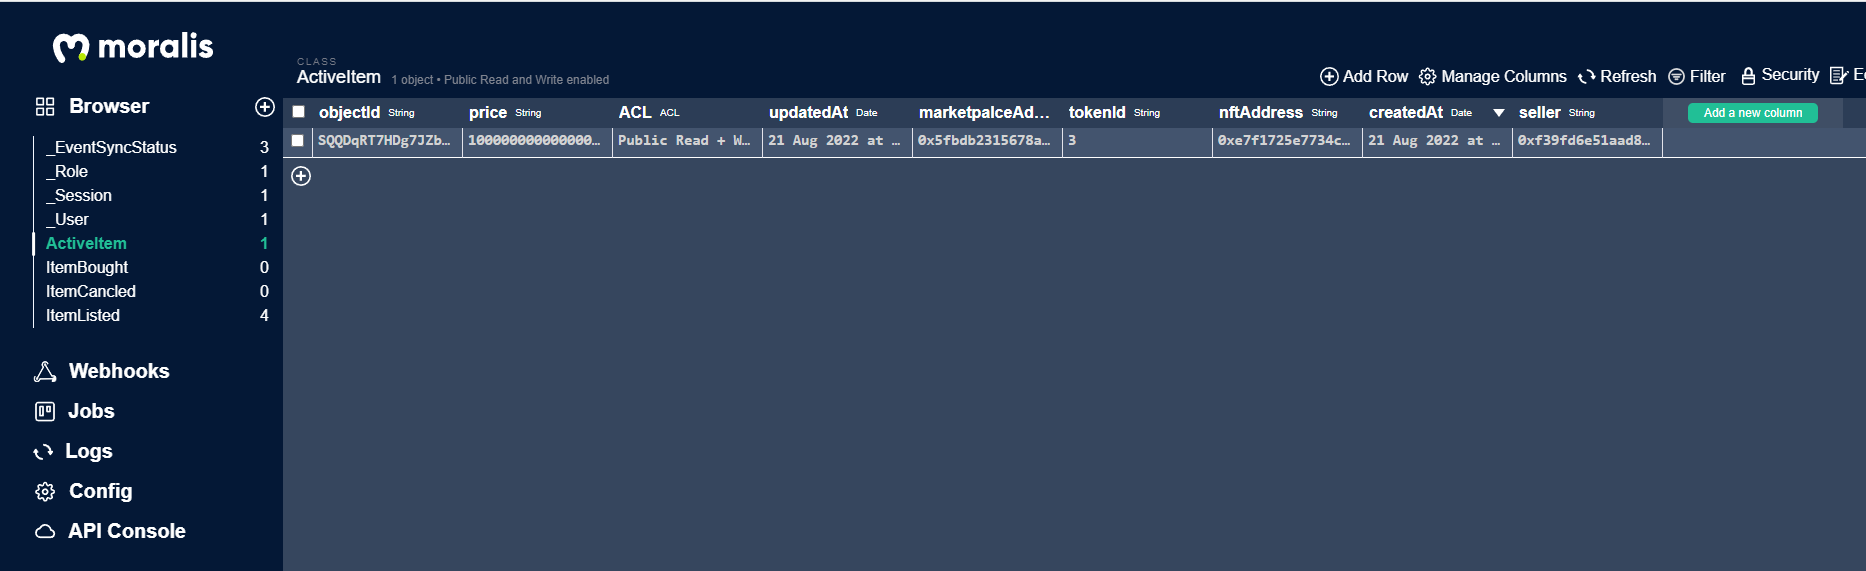 moralis
Browser
_EventSyncStatus 3
_Role 1
_Session 1
_User 1
ActiveItem 1
ItemBought 0
ItemCancled 0
ItemListed 4
Webhooks
Jobs
Logs
Config
API Console
CLASS
ActiveItem 1 object • Public Read and Write enabled
Add Row Manage Columns Refresh Filter Security
objectId String price String ACL ACL updatedAt Date marketpalceAd... tokenId String nftAddress String createdAt Date seller String Add a new column
SQQDqRT7HDg7JZb... 100000000000000... Public Read + W... 21 Aug 2022 at ... 0x5fbdb2315678a... 3 0xe7f1725e7734c... 21 Aug 2022 at ... 0xf39fd6e51aad8...